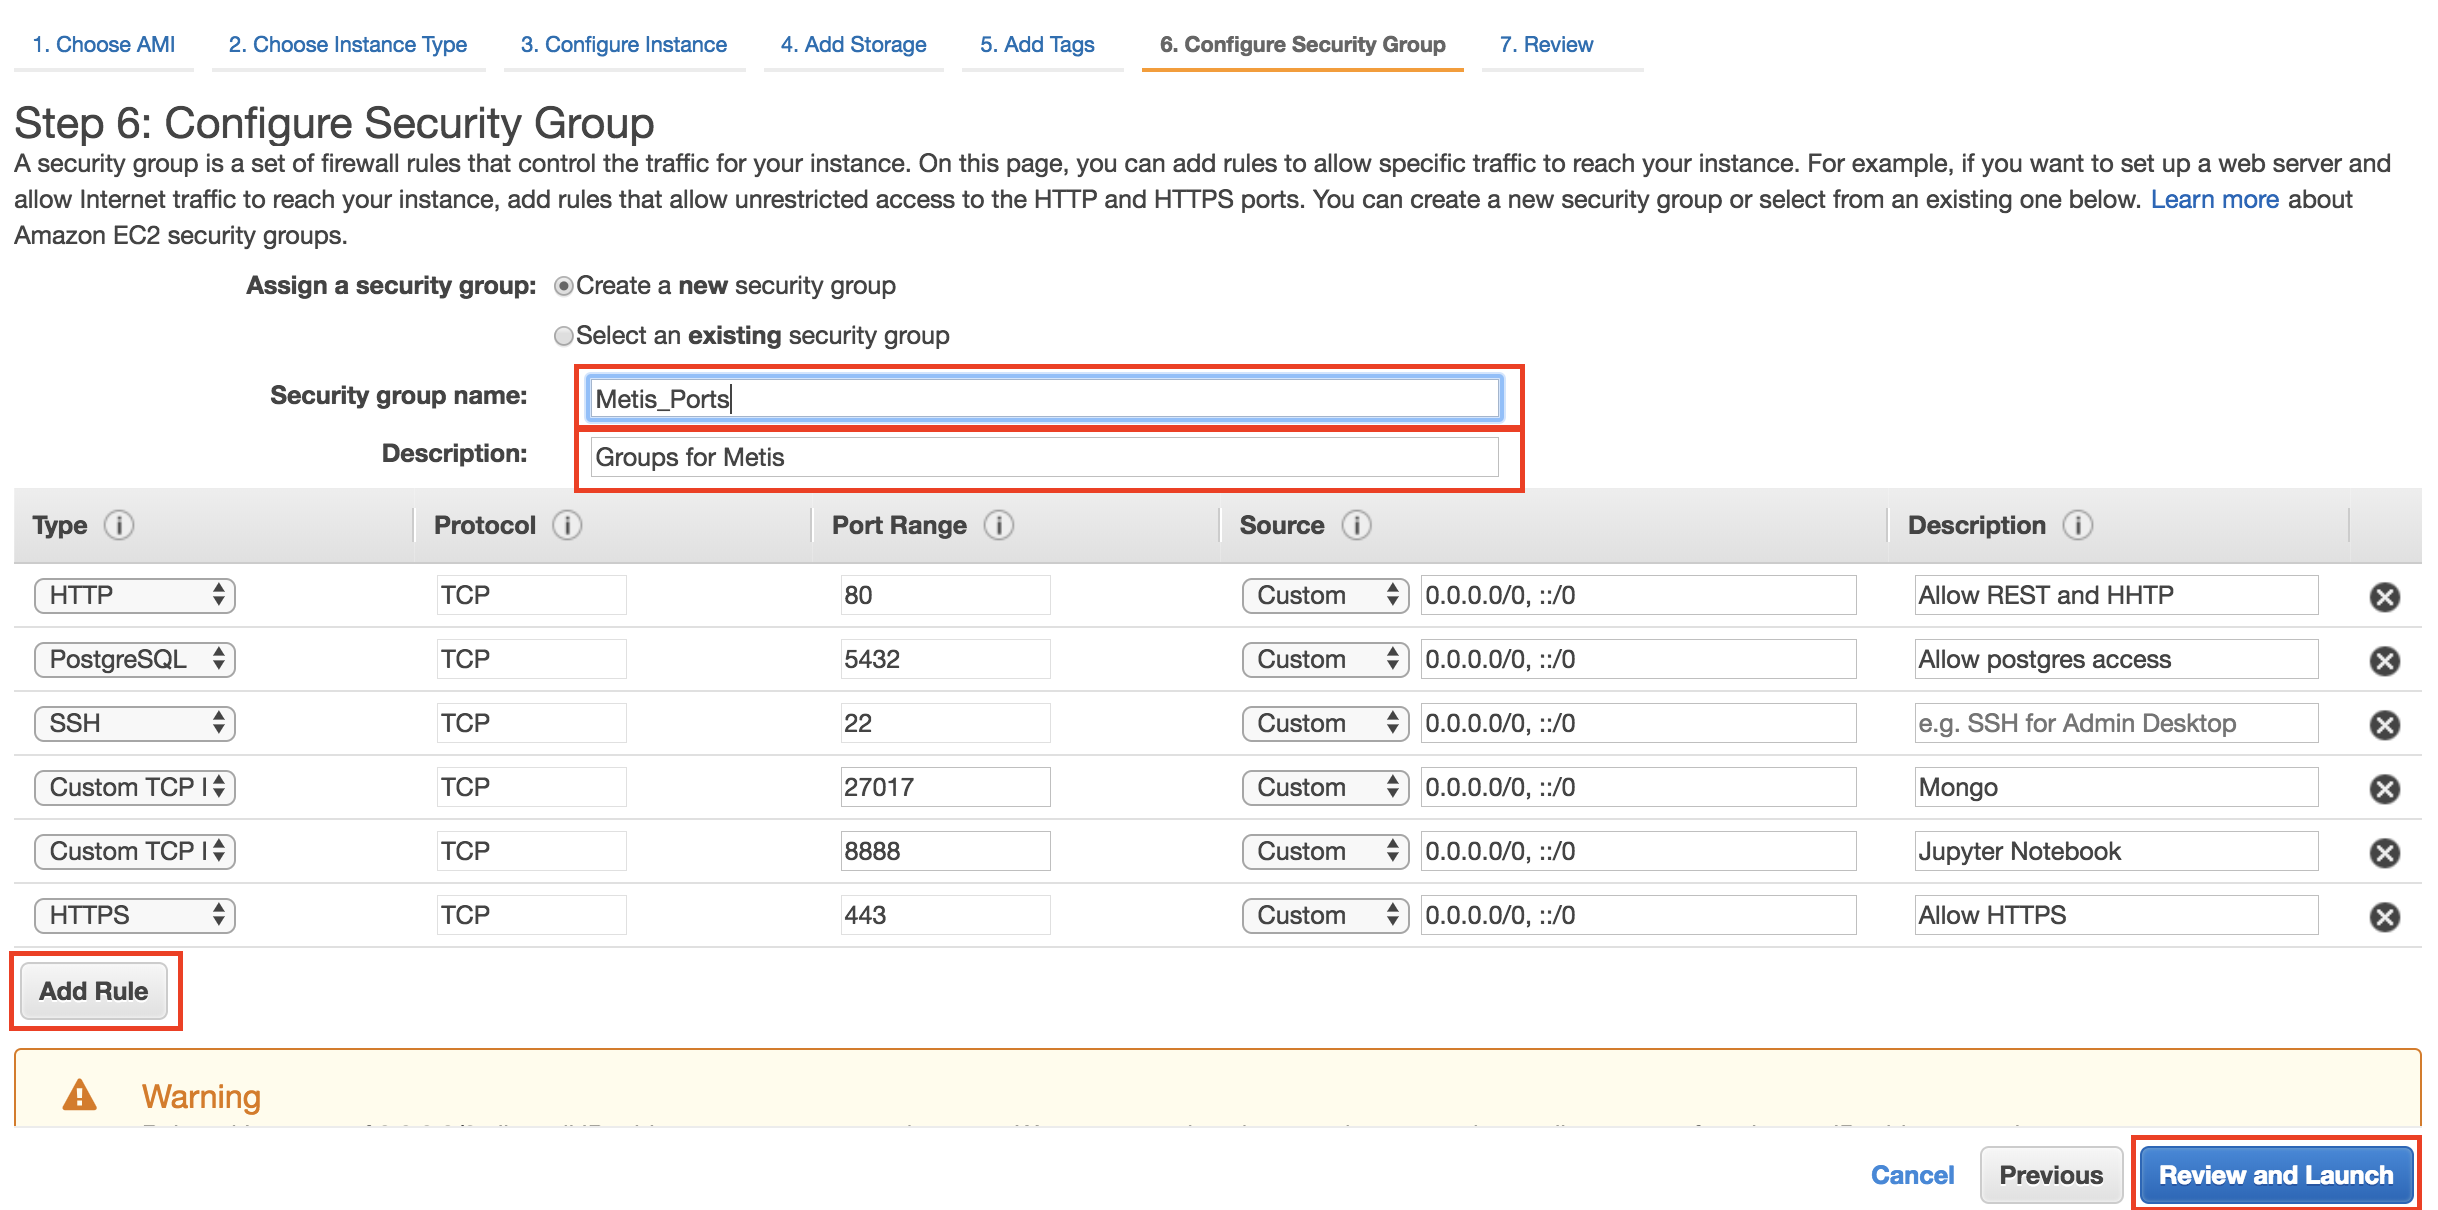 1. Choose AMI 2. Choose Instance Type 3. Configure Instance 4. Add Storage 5. Add Tags 6. Configure Security Group 7. Review
Step 6: Configure Security Group
A security group is a set of firewall rules that control the traffic for your instance. On this page, you can add rules to allow specific traffic to reach your instance. For example, if you want to set up a web server and
allow Internet traffic to reach your instance, add rules that allow unrestricted access to the HTTP and HTTPS ports. You can create a new security group or select from an existing one below. Learn more about
Amazon EC2 security groups.
Assign a security group: Create a new security group
Select an existing security group
Security group name: Metis_Ports
Description: Groups for Metis
Type i Protocol i Port Range i Source i Description i
HTTP TCP 80 Custom 0.0.0.0/0, ::/0 Allow REST and HHTP
PostgreSQL TCP 5432 Custom 0.0.0.0/0, ::/0 Allow postgres access
SSH TCP 22 Custom 0.0.0.0/0, ::/0 e.g. SSH for Admin Desktop
Custom TCP TCP 27017 Custom 0.0.0.0/0, ::/0 Mongo
Custom TCP TCP 8888 Custom 0.0.0.0/0, ::/0 Jupyter Notebook
HTTPS TCP 443 Custom 0.0.0.0/0, ::/0 Allow HTTPS
Add Rule
Warning
Cancel Previous Review and Launch